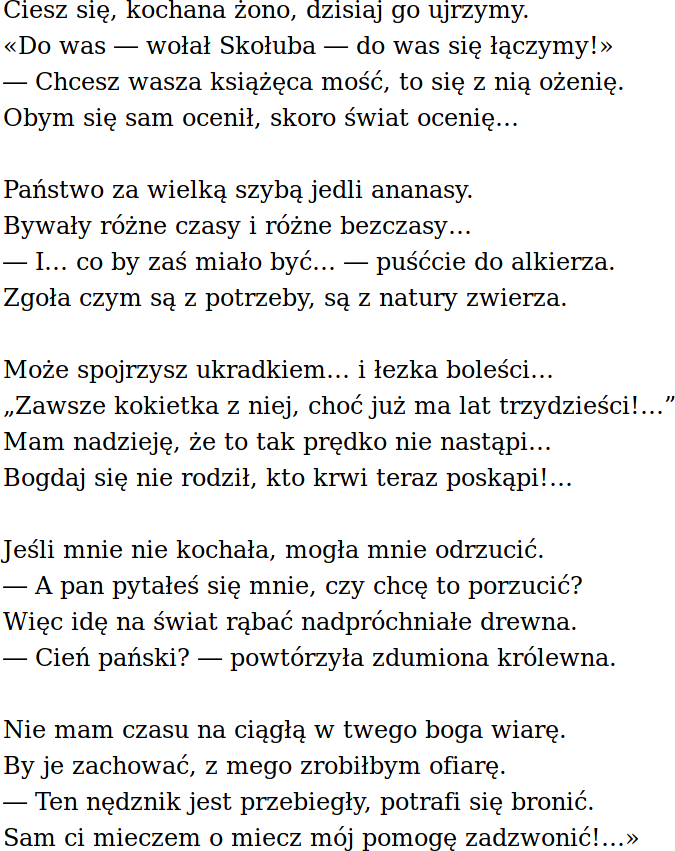 Ciesz się, kochana żono, dzisiaj go ujrzymy.
«Do was — wołał Skołuba — do was się łączymy!»
— Chcesz wasza książęca mość, to się z nią ożenię.
Obym się sam ocenił, skoro świat ocenię…
Państwo za wielką szybą jedli ananasy.
Bywały różne czasy i różne bezczasy…
— I… co by zaś miało być… — puśćcie do alkierza.
Zgoła czym są z potrzeby, są z natury zwierza.
Może spojrzysz ukradkiem… i łezka boleści…
„Zawsze kokietka z niej, choć już ma lat trzydzieści!…”
Mam nadzieję, że to tak prędko nie nastąpi…
Bogdaj się nie rodził, kto krwi teraz poskąpi!…
Jeśli mnie nie kochała, mogła mnie odrzucić.
— A pan pytałeś się mnie, czy chcę to porzucić?
Więc idę na świat rąbać nadpróchniałe drewna.
— Cień pański? — powtórzyła zdumiona królewna.
Nie mam czasu na ciągłą w twego boga wiarę.
By je zachować, z mego zrobiłbym ofiarę.
— Ten nędznik jest przebiegły, potrafi się bronić.
Sam ci mieczem o miecz mój pomogę zadzwonić!…»